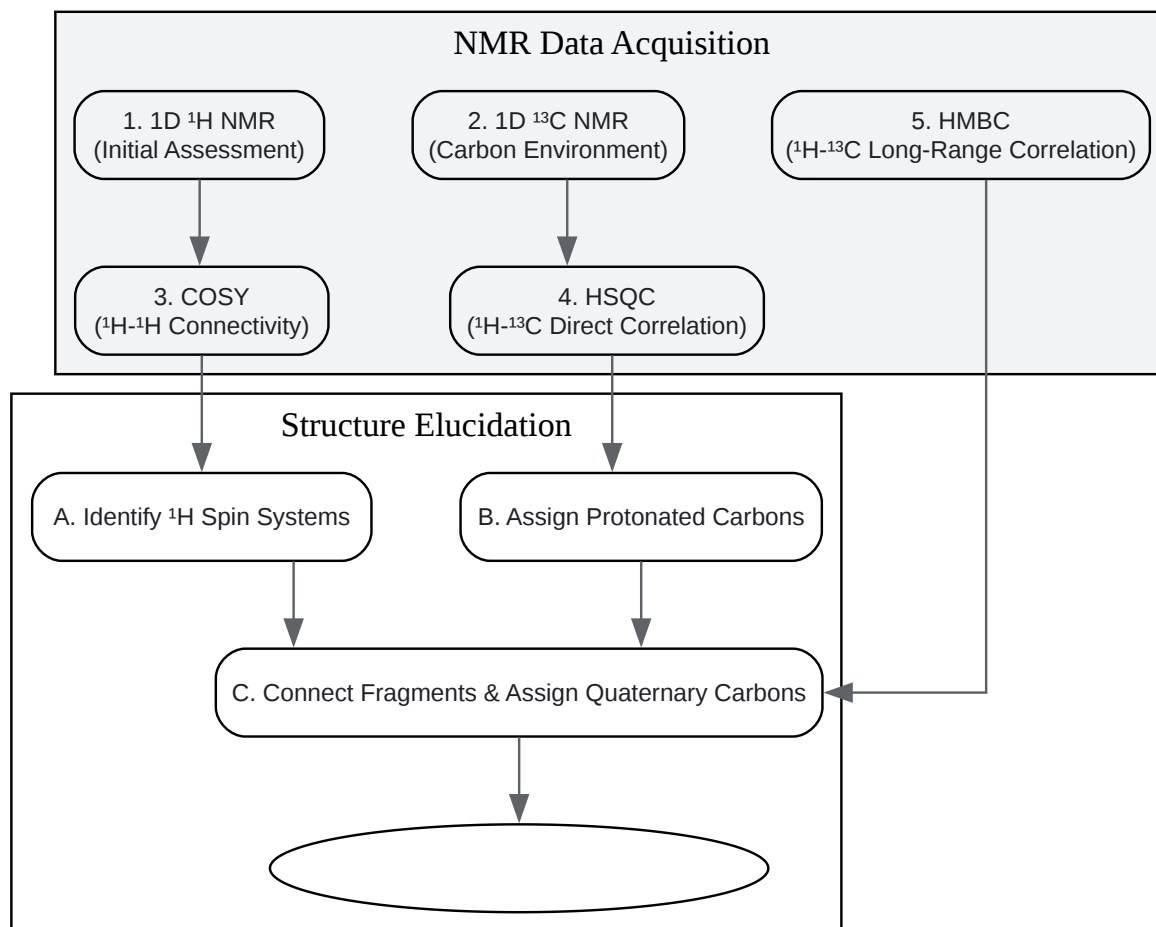 NMR Data Acquisition
1. 1D ¹H NMR
(Initial Assessment)
2. 1D ¹³C NMR
(Carbon Environment)
5. HMBC
(¹H-¹³C Long-Range Correlation)
3. COSY
(¹H-¹H Connectivity)
4. HSQC
(¹H-¹³C Direct Correlation)
Structure Elucidation
A. Identify ¹H Spin Systems
B. Assign Protonated Carbons
C. Connect Fragments & Assign Quaternary Carbons